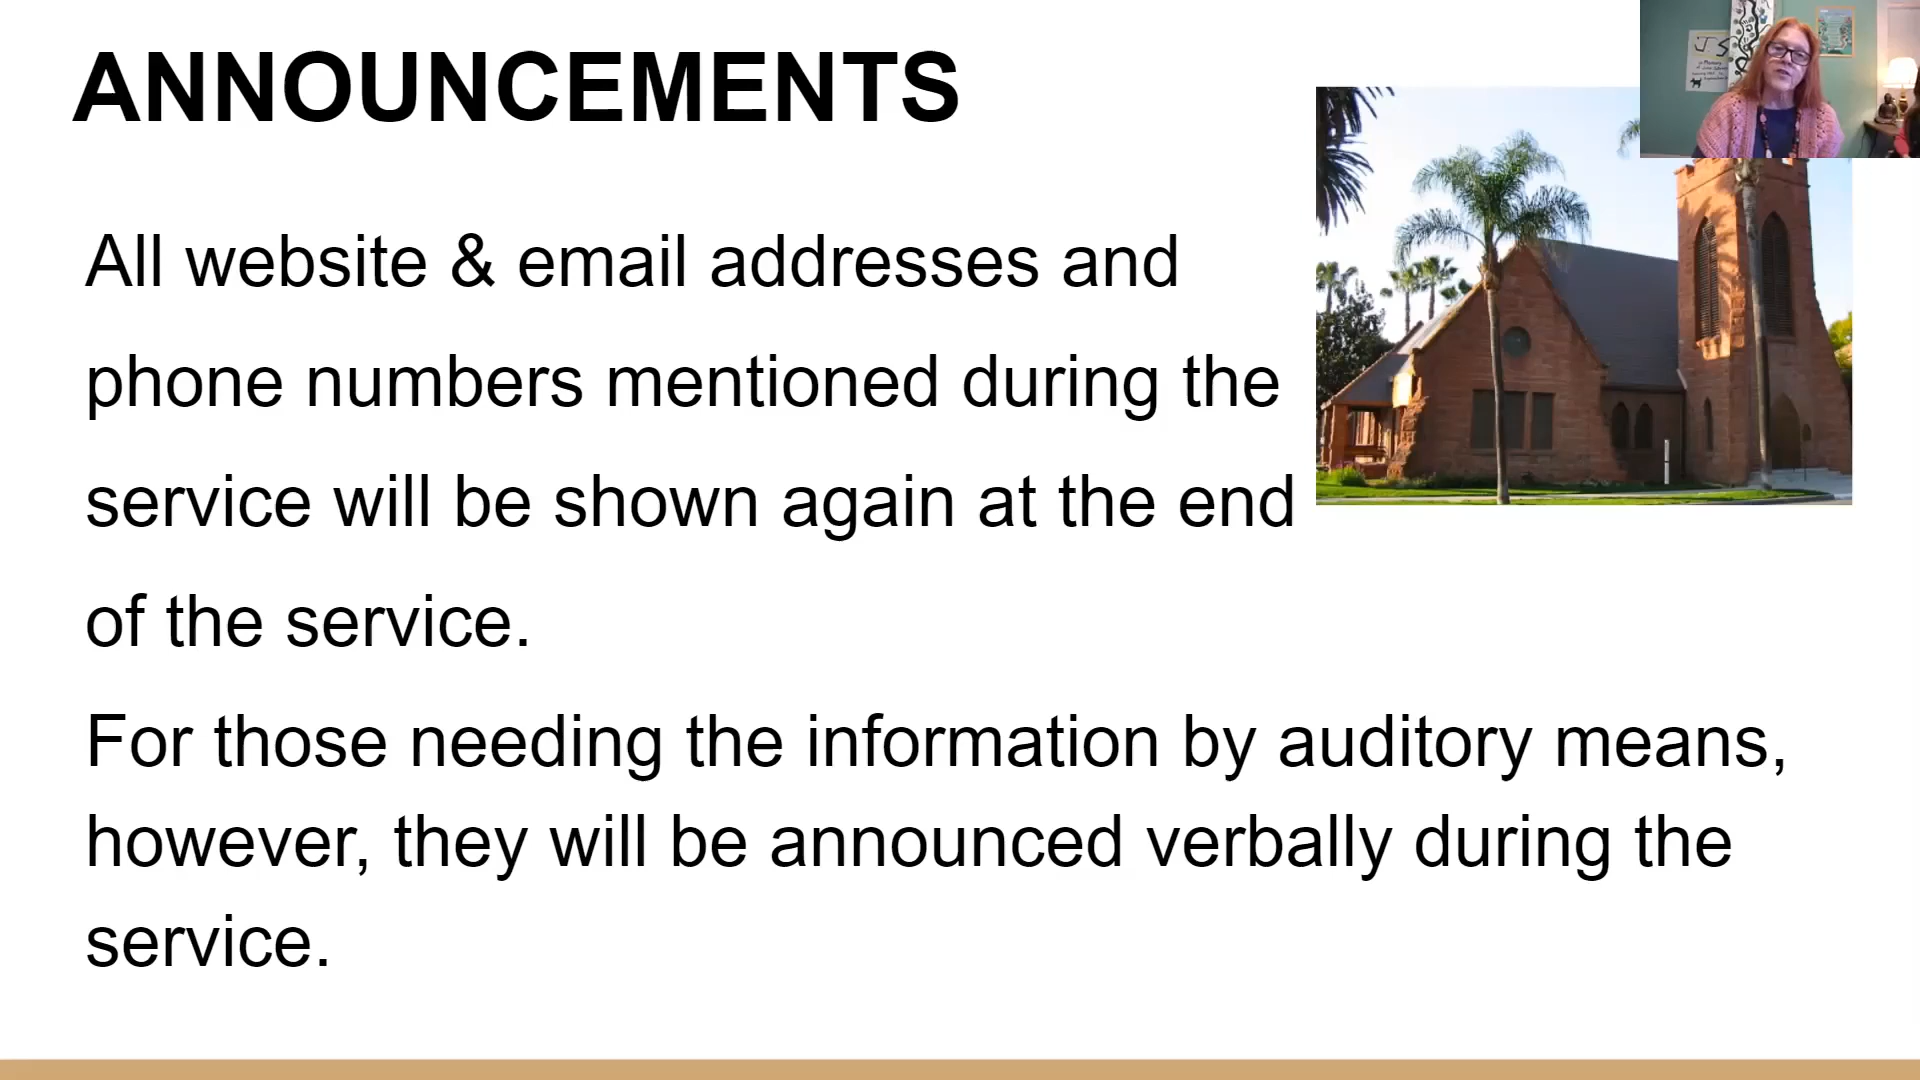 ANNOUNCEMENTS
All website & email addresses and
phone numbers mentioned during the
service will be shown again at the end
of the service.
For those needing the information by auditory means,
however, they will be announced verbally during the
service.